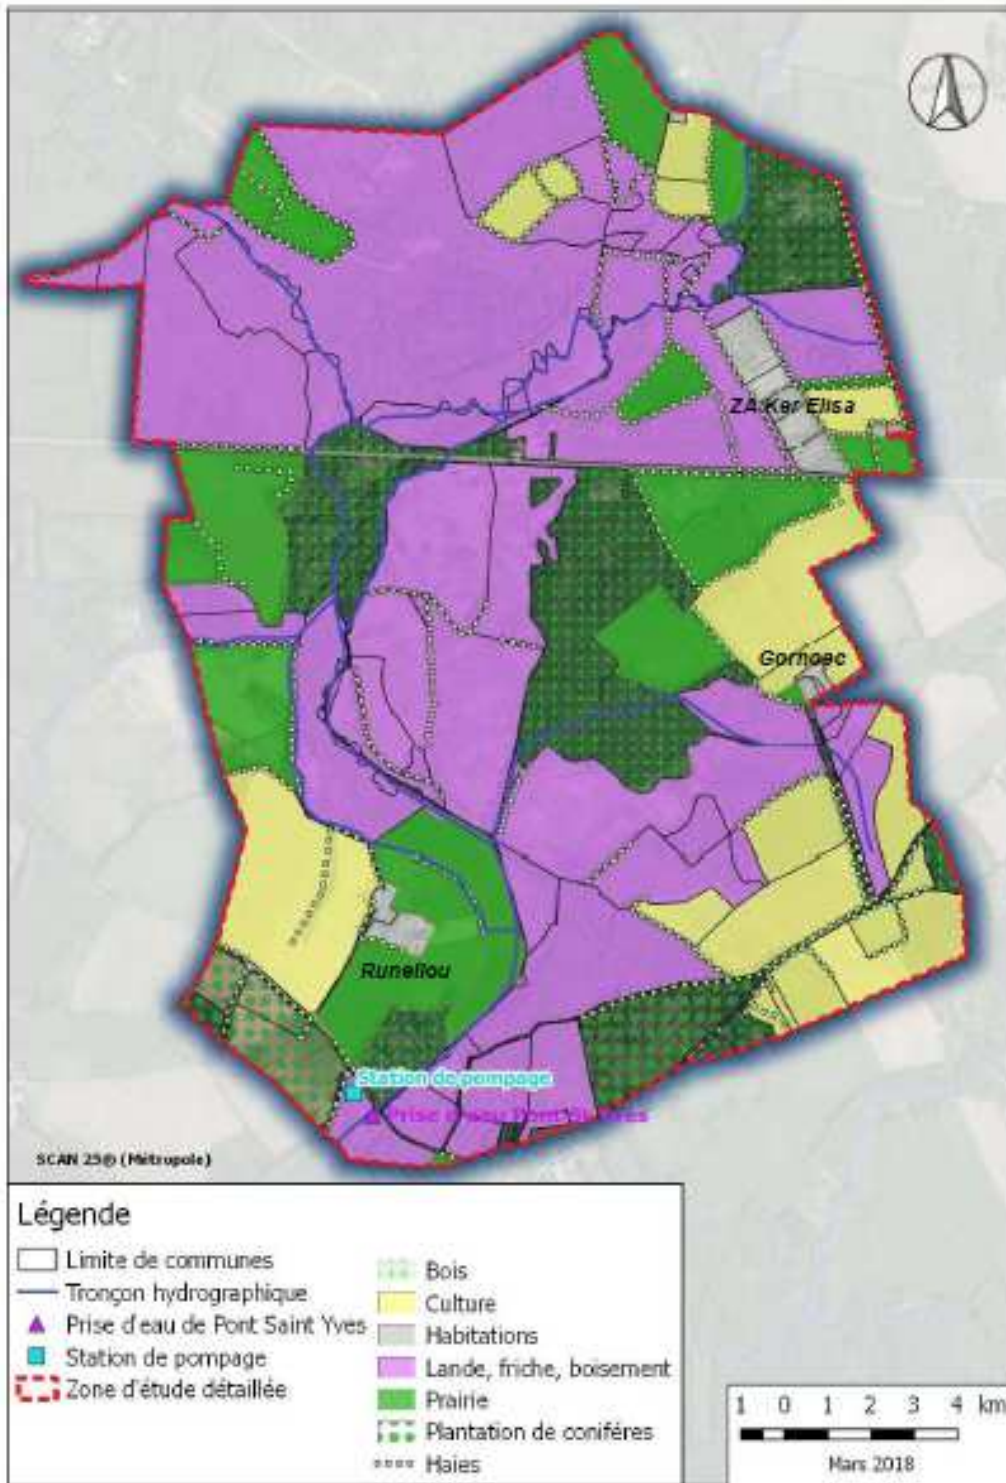 ZA Ker Elisa
Gornoec
Runellou
Station de pompage
SCAN 25® (Métropole)
Légende
Limite de communes
Tronçon hydrographique
Prise d'eau de Pont Saint Yves
Station de pompage
Zone d'étude détaillée
Bois
Culture
Habitations
Lande, friche, boisement
Prairie
Plantation de coniféres
Haies
1 0 1 2 3 4 km
Mars 2018